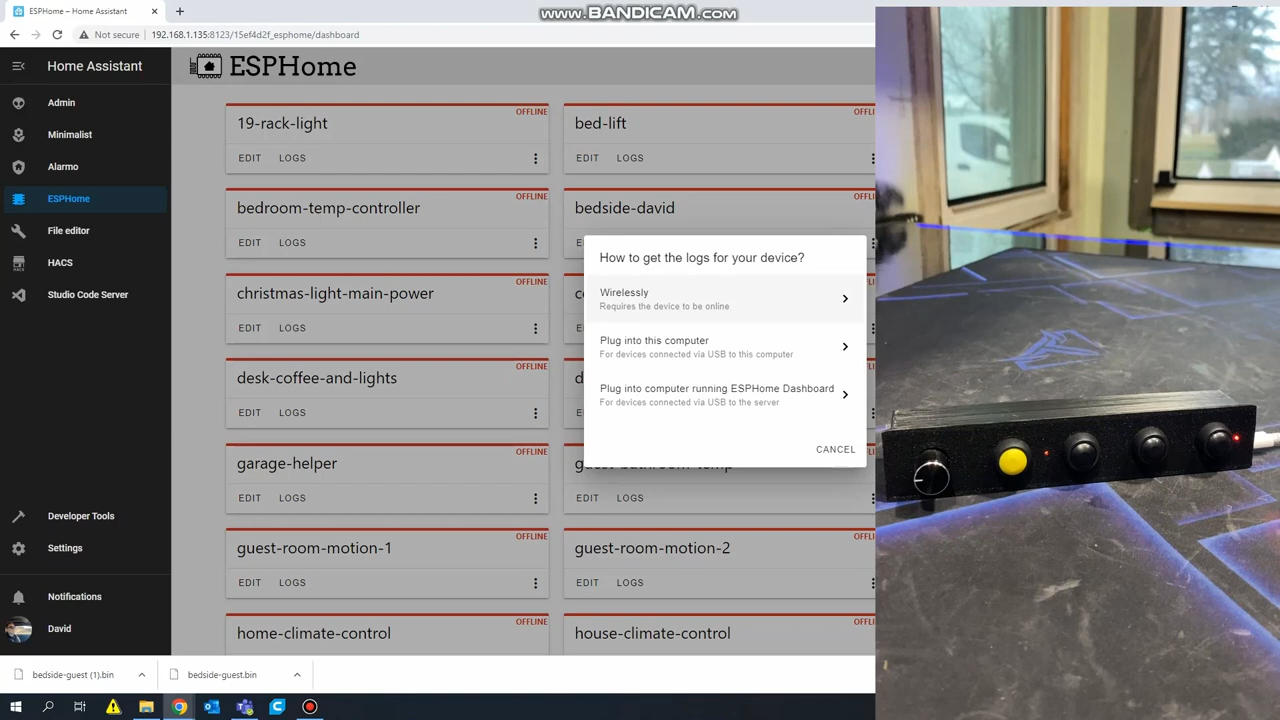 ESPHome – Home Assistant
www.BANDICAM.com
Not secure
192.168.1.135:8123/15ef4d2f_esphome/dashboard
Home Assistant
Admin
Minimalist
Alarmo
ESPHome
File editor
HACS
Studio Code Server
Developer Tools
Settings
Notifications
David
ESPHome
OFFLINE
19-rack-light
EDIT LOGS
OFFLI
bed-lift
EDIT LOGS
OFFLINE
bedroom-temp-controller
EDIT LOGS
OFFLI
bedside-david
OFFLINE
christmas-light-main-power
EDIT LOGS
OFFLINE
desk-coffee-and-lights
EDIT LOGS
OFFLINE
garage-helper
EDIT LOGS
guest-bathroom-temp
EDIT LOGS
OFFLINE
guest-room-motion-1
EDIT LOGS
OFFLI
guest-room-motion-2
EDIT LOGS
OFFLINE
home-climate-control
OFFLI
house-climate-control
How to get the logs for your device?
Wirelessly
Requires the device to be online
Plug into this computer
For devices connected via USB to this computer
Plug into computer running ESPHome Dashboard
For devices connected via USB to the server
CANCEL
bedside-guest (1).bin
bedside-guest.bin